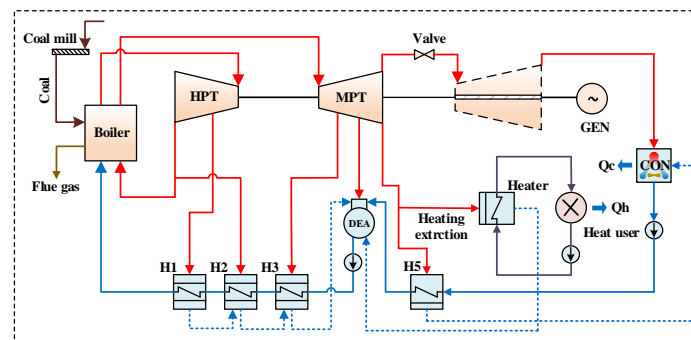 Coal mill
Valve
Coal
HPT
MPT
Boiler
~
GEN
Flue gas
Qc
CON
Heater
Qh
DEA
Heating
extrction
Heat user
H1
H2
H3
H5